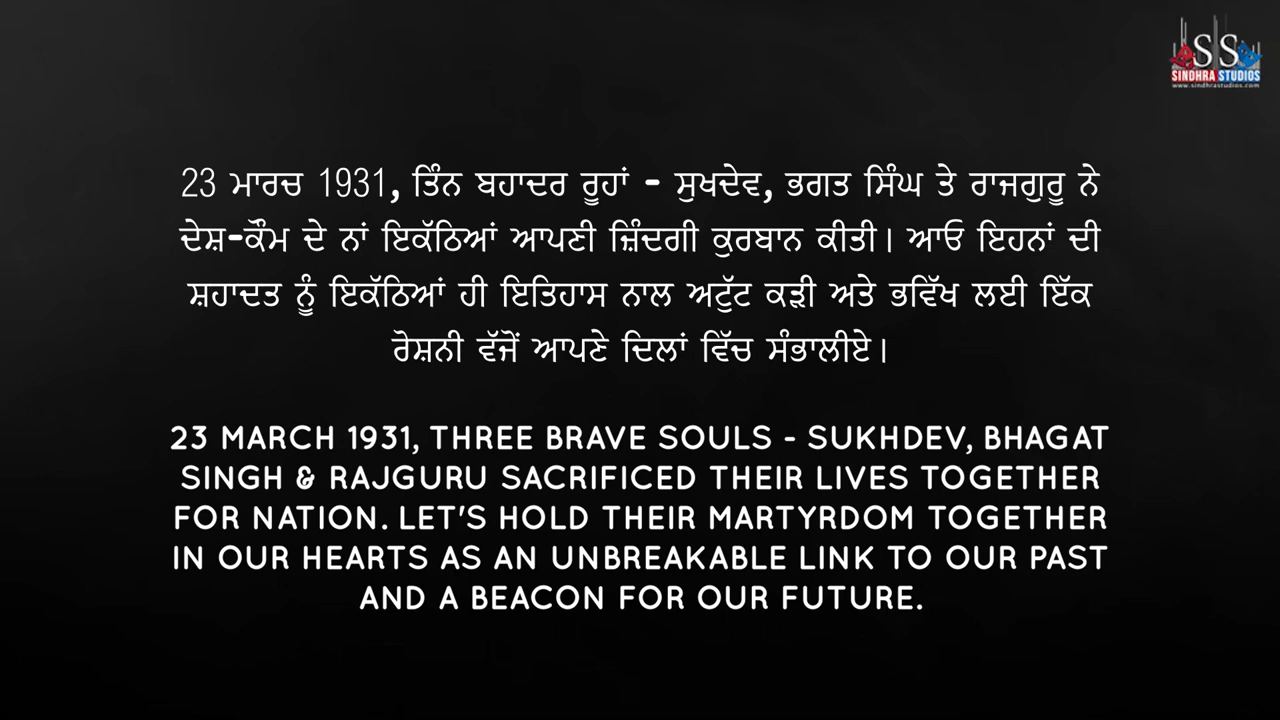 SS
SINDHRA STUDIOS
www.sindhrastudios.com
23 ਮਾਰਚ 1931, ਤਿੰਨ ਬਹਾਦਰ ਰੂਹਾਂ - ਸੁਖਦੇਵ, ਭਗਤ ਸਿੰਘ ਤੇ ਰਾਜਗੁਰੂ ਨੇ
ਦੇਸ਼-ਕੌਮ ਦੇ ਨਾਂ ਇਕੱਠਿਆਂ ਆਪਣੀ ਜ਼ਿੰਦਗੀ ਕੁਰਬਾਨ ਕੀਤੀ। ਆਓ ਇਹਨਾਂ ਦੀ
ਸ਼ਹਾਦਤ ਨੂੰ ਇਕੱਠਿਆਂ ਹੀ ਇਤਿਹਾਸ ਨਾਲ ਅਟੁੱਟ ਕੜੀ ਅਤੇ ਭਵਿੱਖ ਲਈ ਇੱਕ
ਰੋਸ਼ਨੀ ਵੱਜੋਂ ਆਪਣੇ ਦਿਲਾਂ ਵਿੱਚ ਸੰਭਾਲੀਏ।
23 MARCH 1931, THREE BRAVE SOULS - SUKHDEV, BHAGAT
SINGH & RAJGURU SACRIFICED THEIR LIVES TOGETHER
FOR NATION. LET'S HOLD THEIR MARTYRDOM TOGETHER
IN OUR HEARTS AS AN UNBREAKABLE LINK TO OUR PAST
AND A BEACON FOR OUR FUTURE.